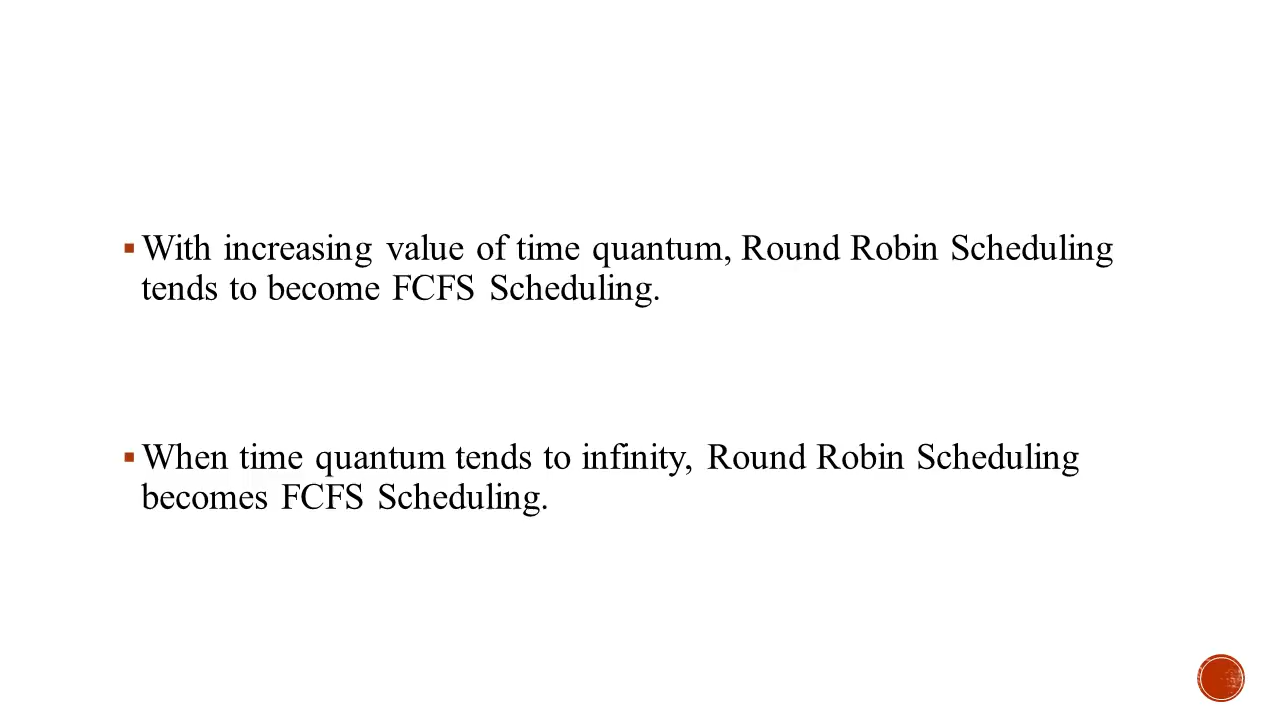 ▪ With increasing value of time quantum, Round Robin Scheduling
tends to become FCFS Scheduling.
▪ When time quantum tends to infinity, Round Robin Scheduling
becomes FCFS Scheduling.